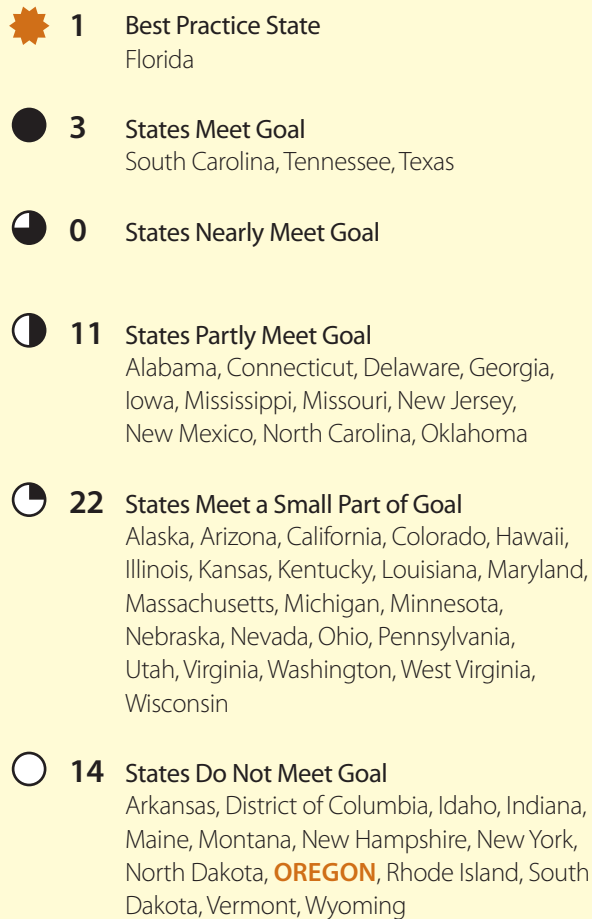 1 Best Practice State
Florida
3 States Meet Goal
South Carolina, Tennessee, Texas
0 States Nearly Meet Goal
11 States Partly Meet Goal
Alabama, Connecticut, Delaware, Georgia,
Iowa, Mississippi, Missouri, New Jersey,
New Mexico, North Carolina, Oklahoma
22 States Meet a Small Part of Goal
Alaska, Arizona, California, Colorado, Hawaii,
Illinois, Kansas, Kentucky, Louisiana, Maryland,
Massachusetts, Michigan, Minnesota,
Nebraska, Nevada, Ohio, Pennsylvania,
Utah, Virginia, Washington, West Virginia,
Wisconsin
14 States Do Not Meet Goal
Arkansas, District of Columbia, Idaho, Indiana,
Maine, Montana, New Hampshire, New York,
North Dakota, OREGON, Rhode Island, South
Dakota, Vermont, Wyoming